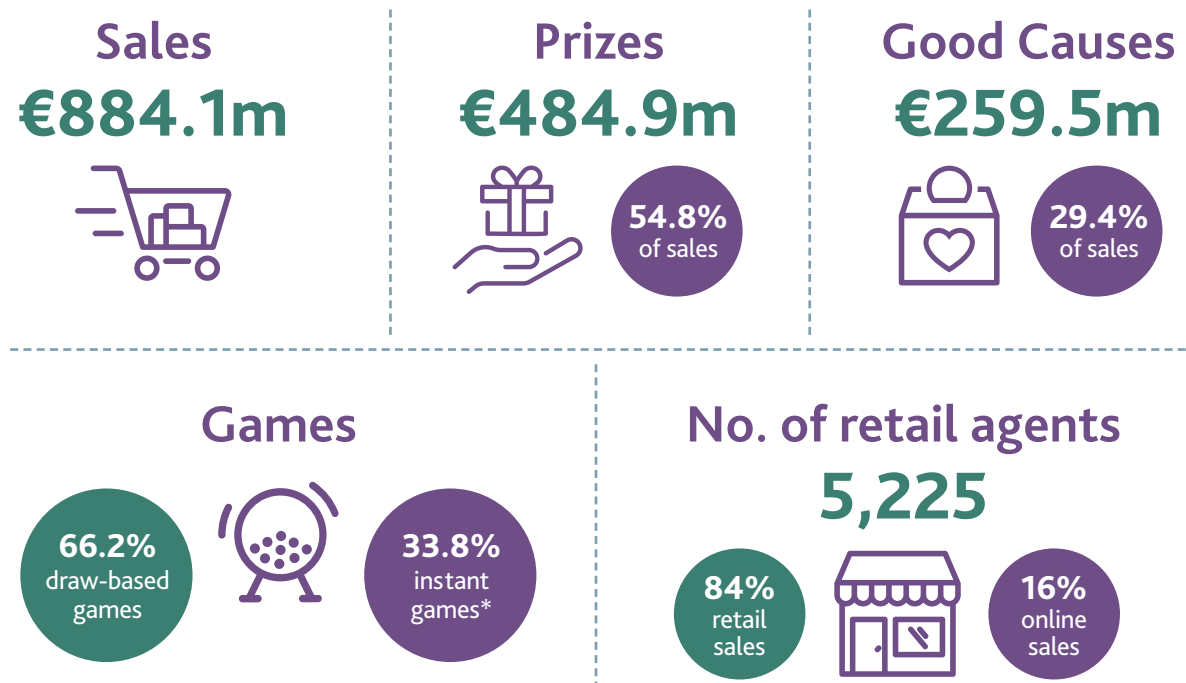 Sales
€884.1m
Prizes
€484.9m
54.8%
of sales
Good Causes
€259.5m
29.4%
of sales
Games
66.2%
draw-based
games
33.8%
instant
games*
No. of retail agents
5,225
84%
retail
sales
16%
online
sales